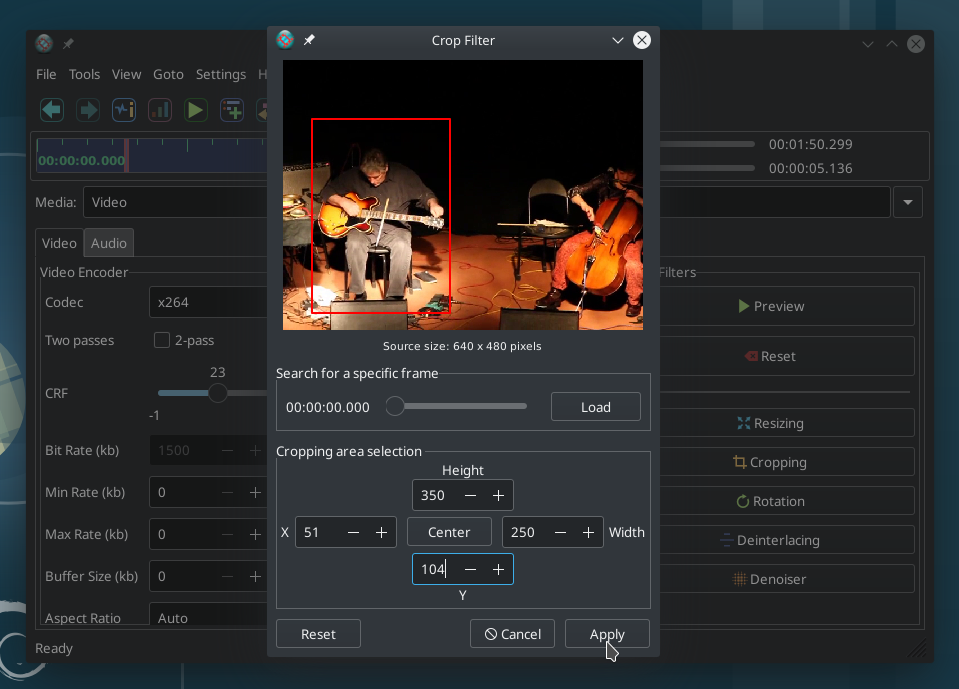 Crop Filter
File Tools View Goto Settings H
00:00:00.000
00:01:50.299
00:00:05.136
Media: Video
Video Audio
Video Encoder
Codec x264
Two passes 2-pass
23
CRF
-1
Bit Rate (kb) 1500
Min Rate (kb) 0
Max Rate (kb) 0
Buffer Size (kb) 0
Aspect Ratio Auto
Ready
Source size: 640 x 480 pixels
Search for a specific frame
00:00:00.000 Load
Cropping area selection
Height
350
X 51 Center 250 Width
104
Y
Reset Cancel Apply
Filters
Preview
Reset
Resizing
Cropping
Rotation
Deinterlacing
Denoiser